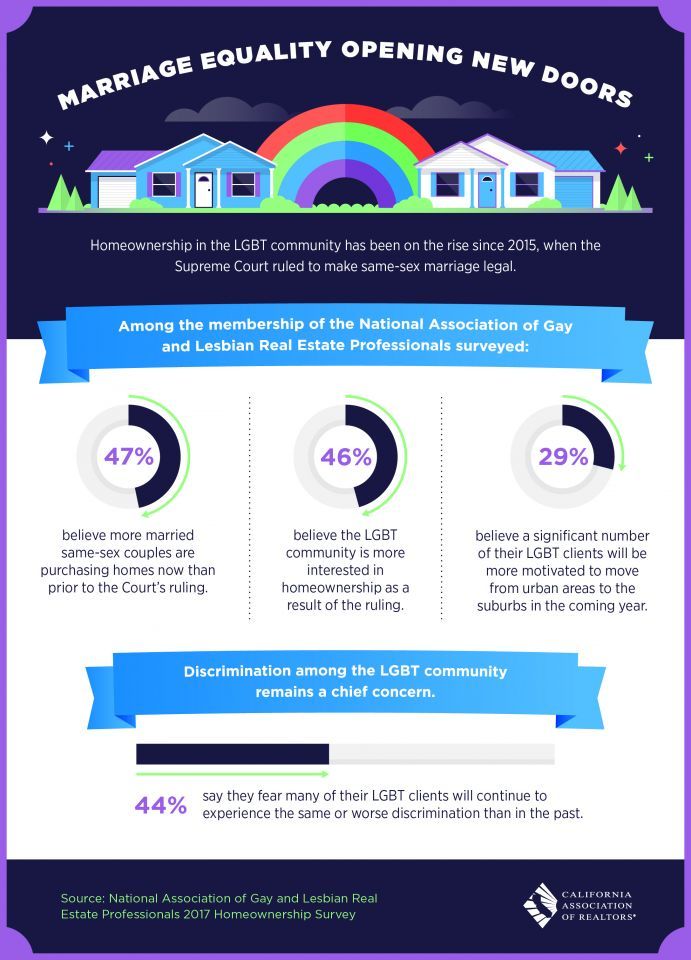 MARRIAGE EQUALITY OPENING NEW DOORS
Homeownership in the LGBT community has been on the rise since 2015, when the
Supreme Court ruled to make same-sex marriage legal.
Among the membership of the National Association of Gay
and Lesbian Real Estate Professionals surveyed:
47%
believe more married
same-sex couples are
purchasing homes now than
prior to the Court's ruling.
46%
believe the LGBT
community is more
interested in
homeownership as a
result of the ruling.
29%
believe a significant number
of their LGBT clients will be
more motivated to move
from urban areas to the
suburbs in the coming year.
Discrimination among the LGBT community
remains a chief concern.
44%
say they fear many of their LGBT clients will continue to
experience the same or worse discrimination than in the past.
Source: National Association of Gay and Lesbian Real
Estate Professionals 2017 Homeownership Survey
CALIFORNIA
ASSOCIATION
OF REALTORS®